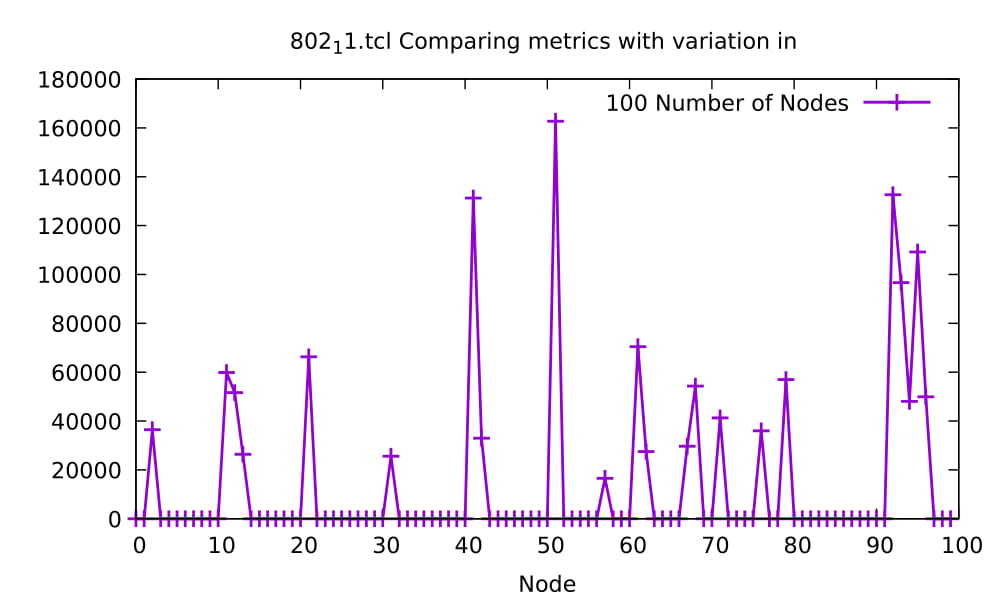 802₁1.tcl Comparing metrics with variation in
180000
160000
140000
120000
100000
80000
60000
40000
20000
0
100 Number of Nodes
0 10 20 30 40 50 60 70 80 90 100
Node